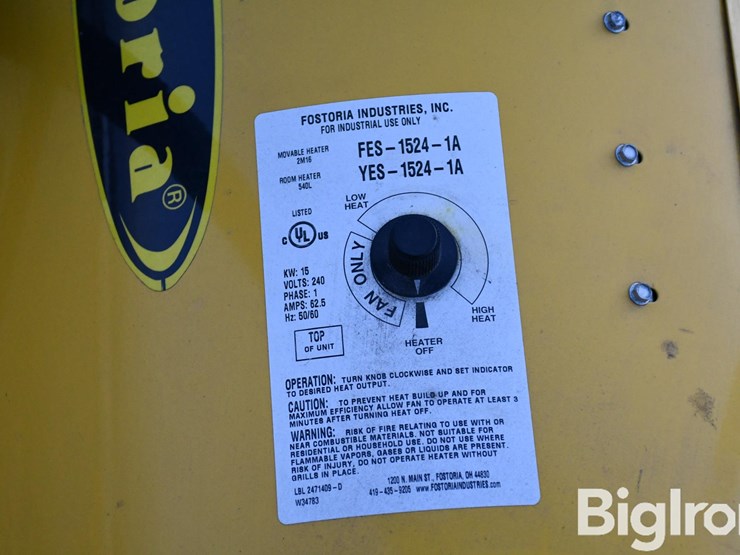 oria®
FOSTORIA INDUSTRIES, INC.
FOR INDUSTRIAL USE ONLY
MOVABLE HEATER
2M16
FES-1524-1A
ROOM HEATER
540L
YES-1524-1A
LOW
HEAT
LISTED
C UL US
FAN ONLY
KW: 15
VOLTS: 240
PHASE: 1
AMPS: 62.5
Hz: 50/60
HIGH
HEAT
TOP
OF UNIT
HEATER
OFF
OPERATION: TURN KNOB CLOCKWISE AND SET INDICATOR
TO DESIRED HEAT OUTPUT.
CAUTION: TO PREVENT HEAT BUILD UP AND FOR
MAXIMUM EFFICIENCY ALLOW FAN TO OPERATE AT LEAST 3
MINUTES AFTER TURNING HEAT OFF.
WARNING: RISK OF FIRE RELATING TO USE WITH OR
NEAR COMBUSTIBLE MATERIALS. NOT SUITABLE FOR
RESIDENTIAL OR HOUSEHOLD USE. DO NOT USE WHERE
FLAMMABLE VAPORS, GASES OR LIQUIDS ARE PRESENT.
RISK OF INJURY, DO NOT OPERATE HEATER WITHOUT
GRILLS IN PLACE.
LBL 2471409-D
W34783
1200 N. MAIN ST., FOSTORIA, OH 44830
419-435-9205 www.FOSTORIAINDUSTRIES.com
BigIron